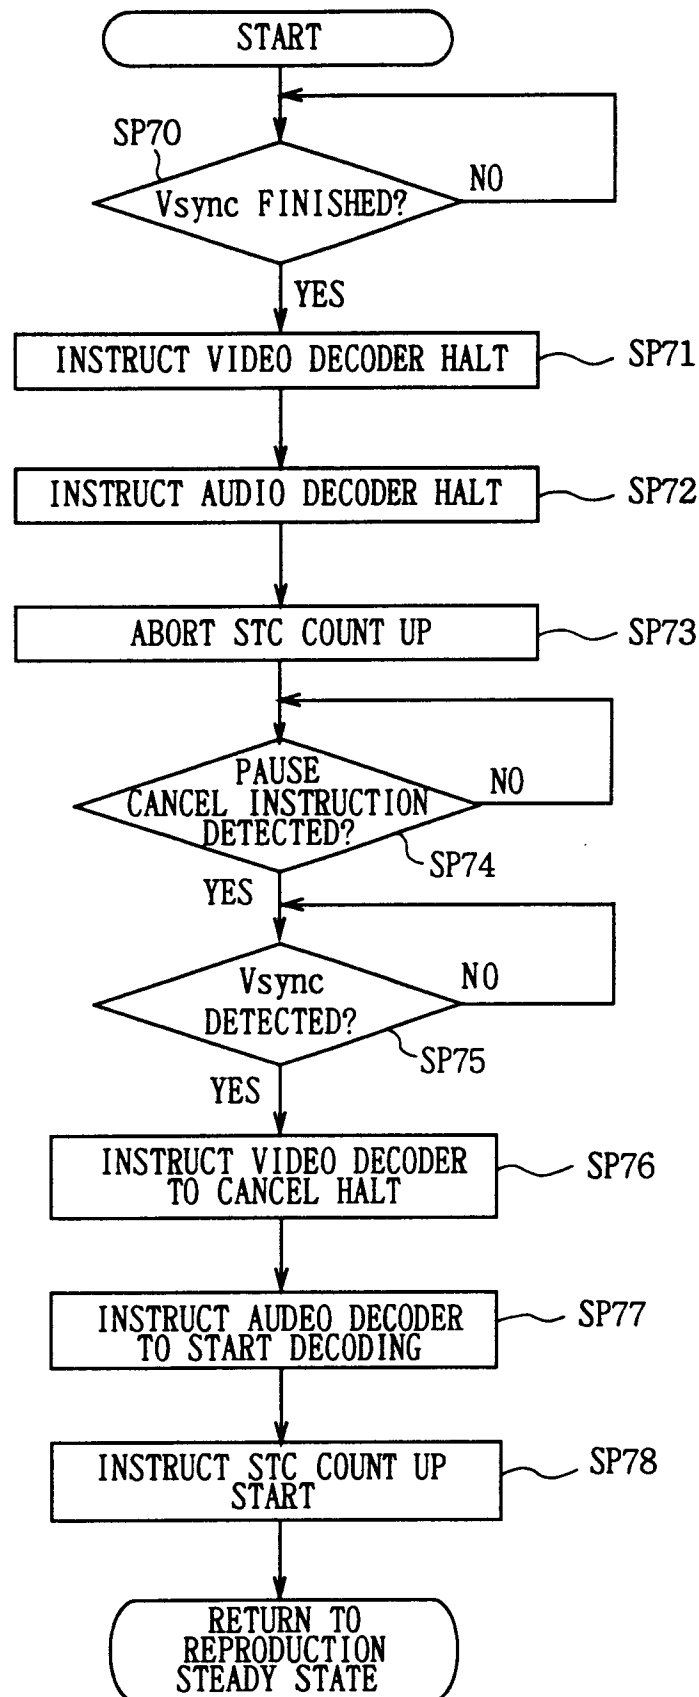 START
SP70
Vsync FINISHED?
NO
YES
INSTRUCT VIDEO DECODER HALT
SP71
INSTRUCT AUDIO DECODER HALT
SP72
ABORT STC COUNT UP
SP73
PAUSE
CANCEL INSTRUCTION
DETECTED?
NO
SP74
YES
Vsync
DETECTED?
NO
SP75
YES
INSTRUCT VIDEO DECODER
TO CANCEL HALT
SP76
INSTRUCT AUDEO DECODER
TO START DECODING
SP77
INSTRUCT STC COUNT UP
START
SP78
RETURN TO
REPRODUCTION
STEADY STATE